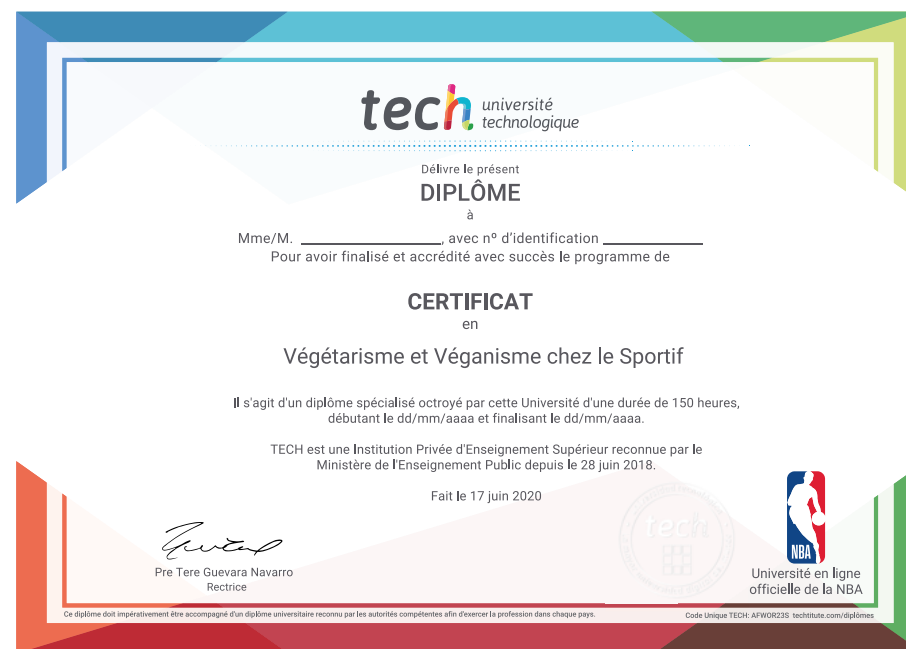 tech université
technologique
Délivre le présent
DIPLÔME
à
Mme/M. ____________________, avec nº d'identification ______________
Pour avoir finalisé et accrédité avec succès le programme de
CERTIFICAT
en
Végétarisme et Véganisme chez le Sportif
Il s'agit d'un diplôme spécialisé octroyé par cette Université d'une durée de 150 heures,
débutant le dd/mm/aaaa et finalisant le dd/mm/aaaa.
TECH est une Institution Privée d'Enseignement Supérieur reconnue par le
Ministère de l'Enseignement Public depuis le 28 juin 2018.
Fait le 17 juin 2020
tech
Pre Tere Guevara Navarro
Rectrice
NBA
Université en ligne
officielle de la NBA
Ce diplôme doit impérativement être accompagné d'un diplôme universitaire reconnu par les autorités compétentes afin d'exercer la profession dans chaque pays.
Code Unique TECH: AFWOR23S techtitute.com/diplômes